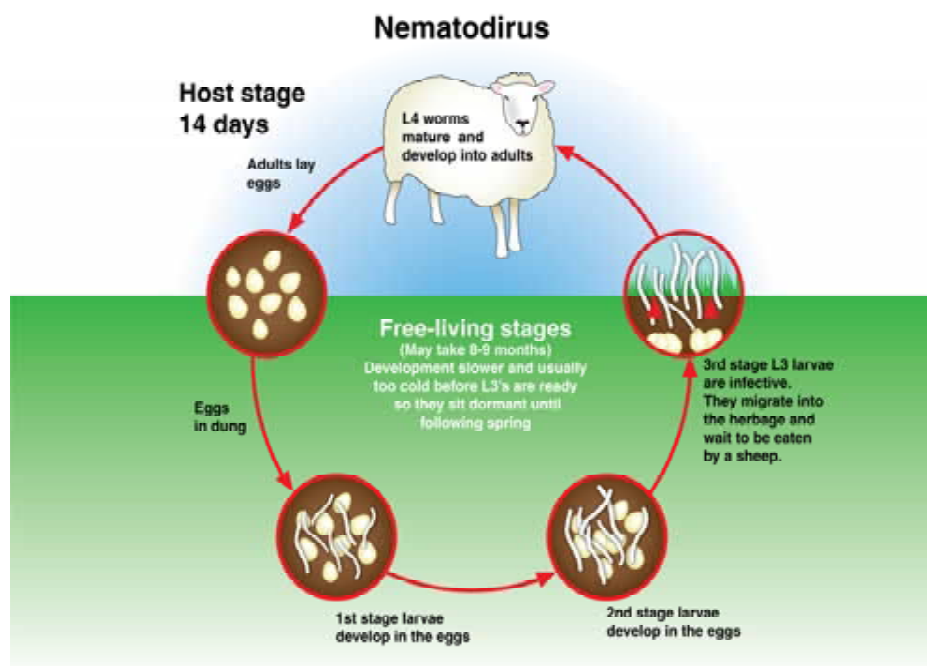 Nematodirus
Host stage
14 days
L4 worms
mature and
develop into adults
Adults lay
eggs
Free-living stages
(May take 8-9 months)
Development slower and usually
too cold before L3's are ready
so they sit dormant until
following spring
Eggs
in dung
3rd stage L3 larvae
are infective.
They migrate into
the herbage and
wait to be eaten
by a sheep.
1st stage larvae
develop in the eggs
2nd stage larvae
develop in the eggs